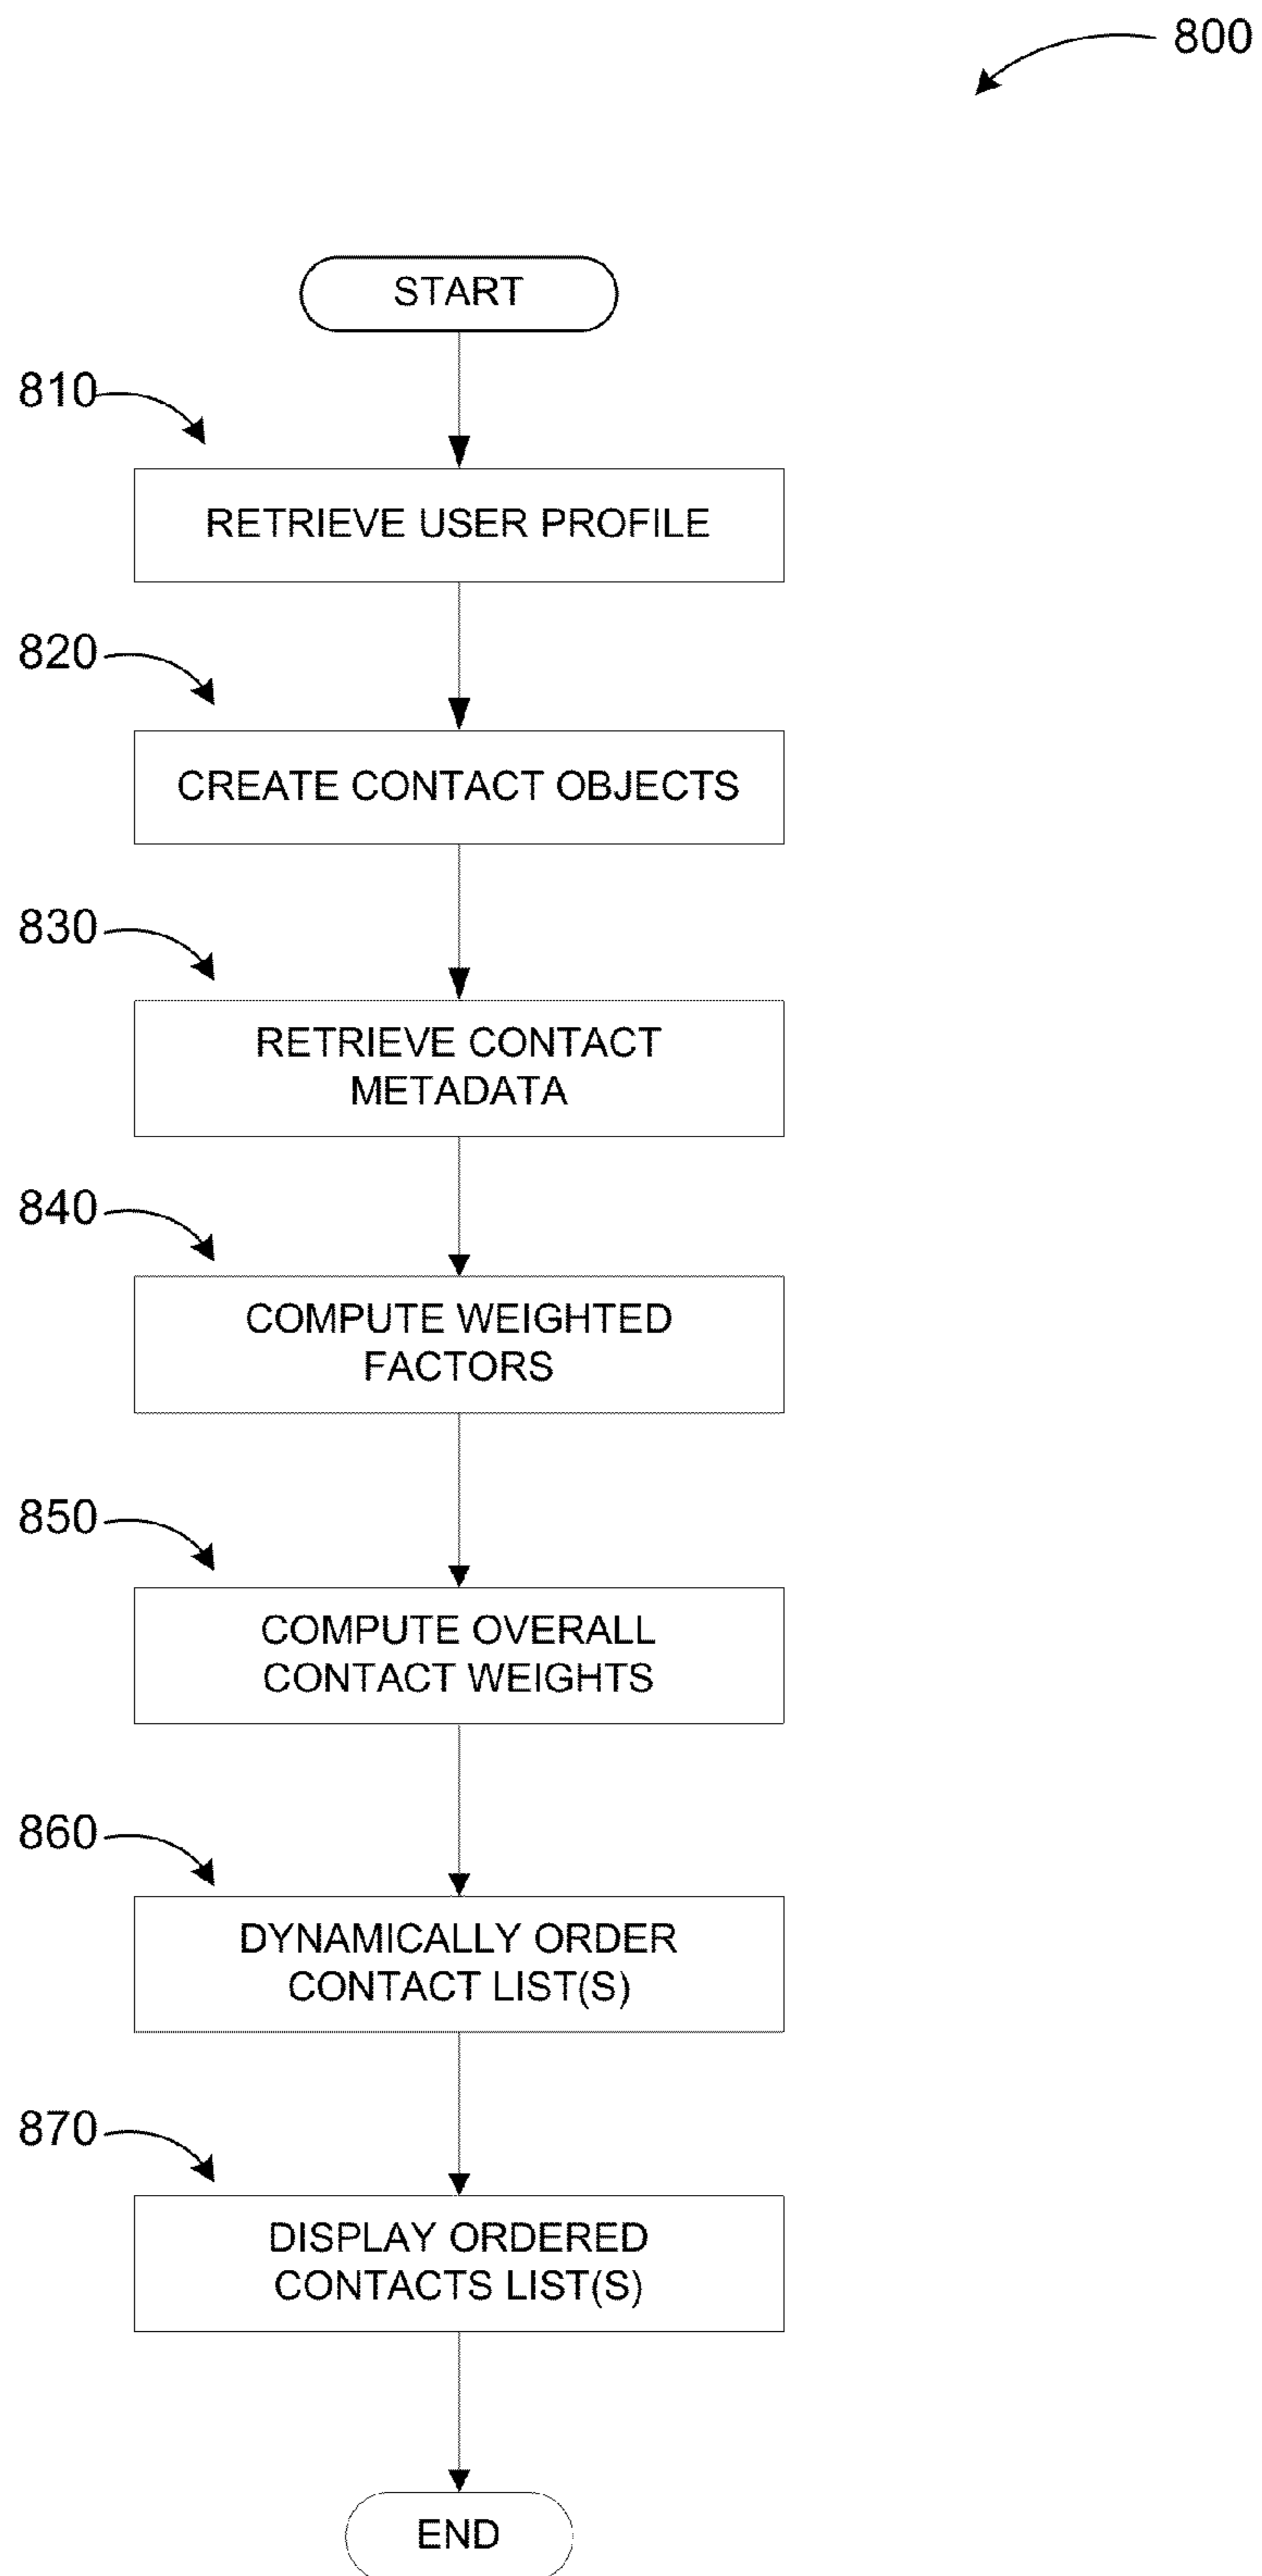 800
START
810
RETRIEVE USER PROFILE
820
CREATE CONTACT OBJECTS
830
RETRIEVE CONTACT
METADATA
840
COMPUTE WEIGHTED
FACTORS
850
COMPUTE OVERALL
CONTACT WEIGHTS
860
DYNAMICALLY ORDER
CONTACT LIST(S)
870
DISPLAY ORDERED
CONTACTS LIST(S)
END